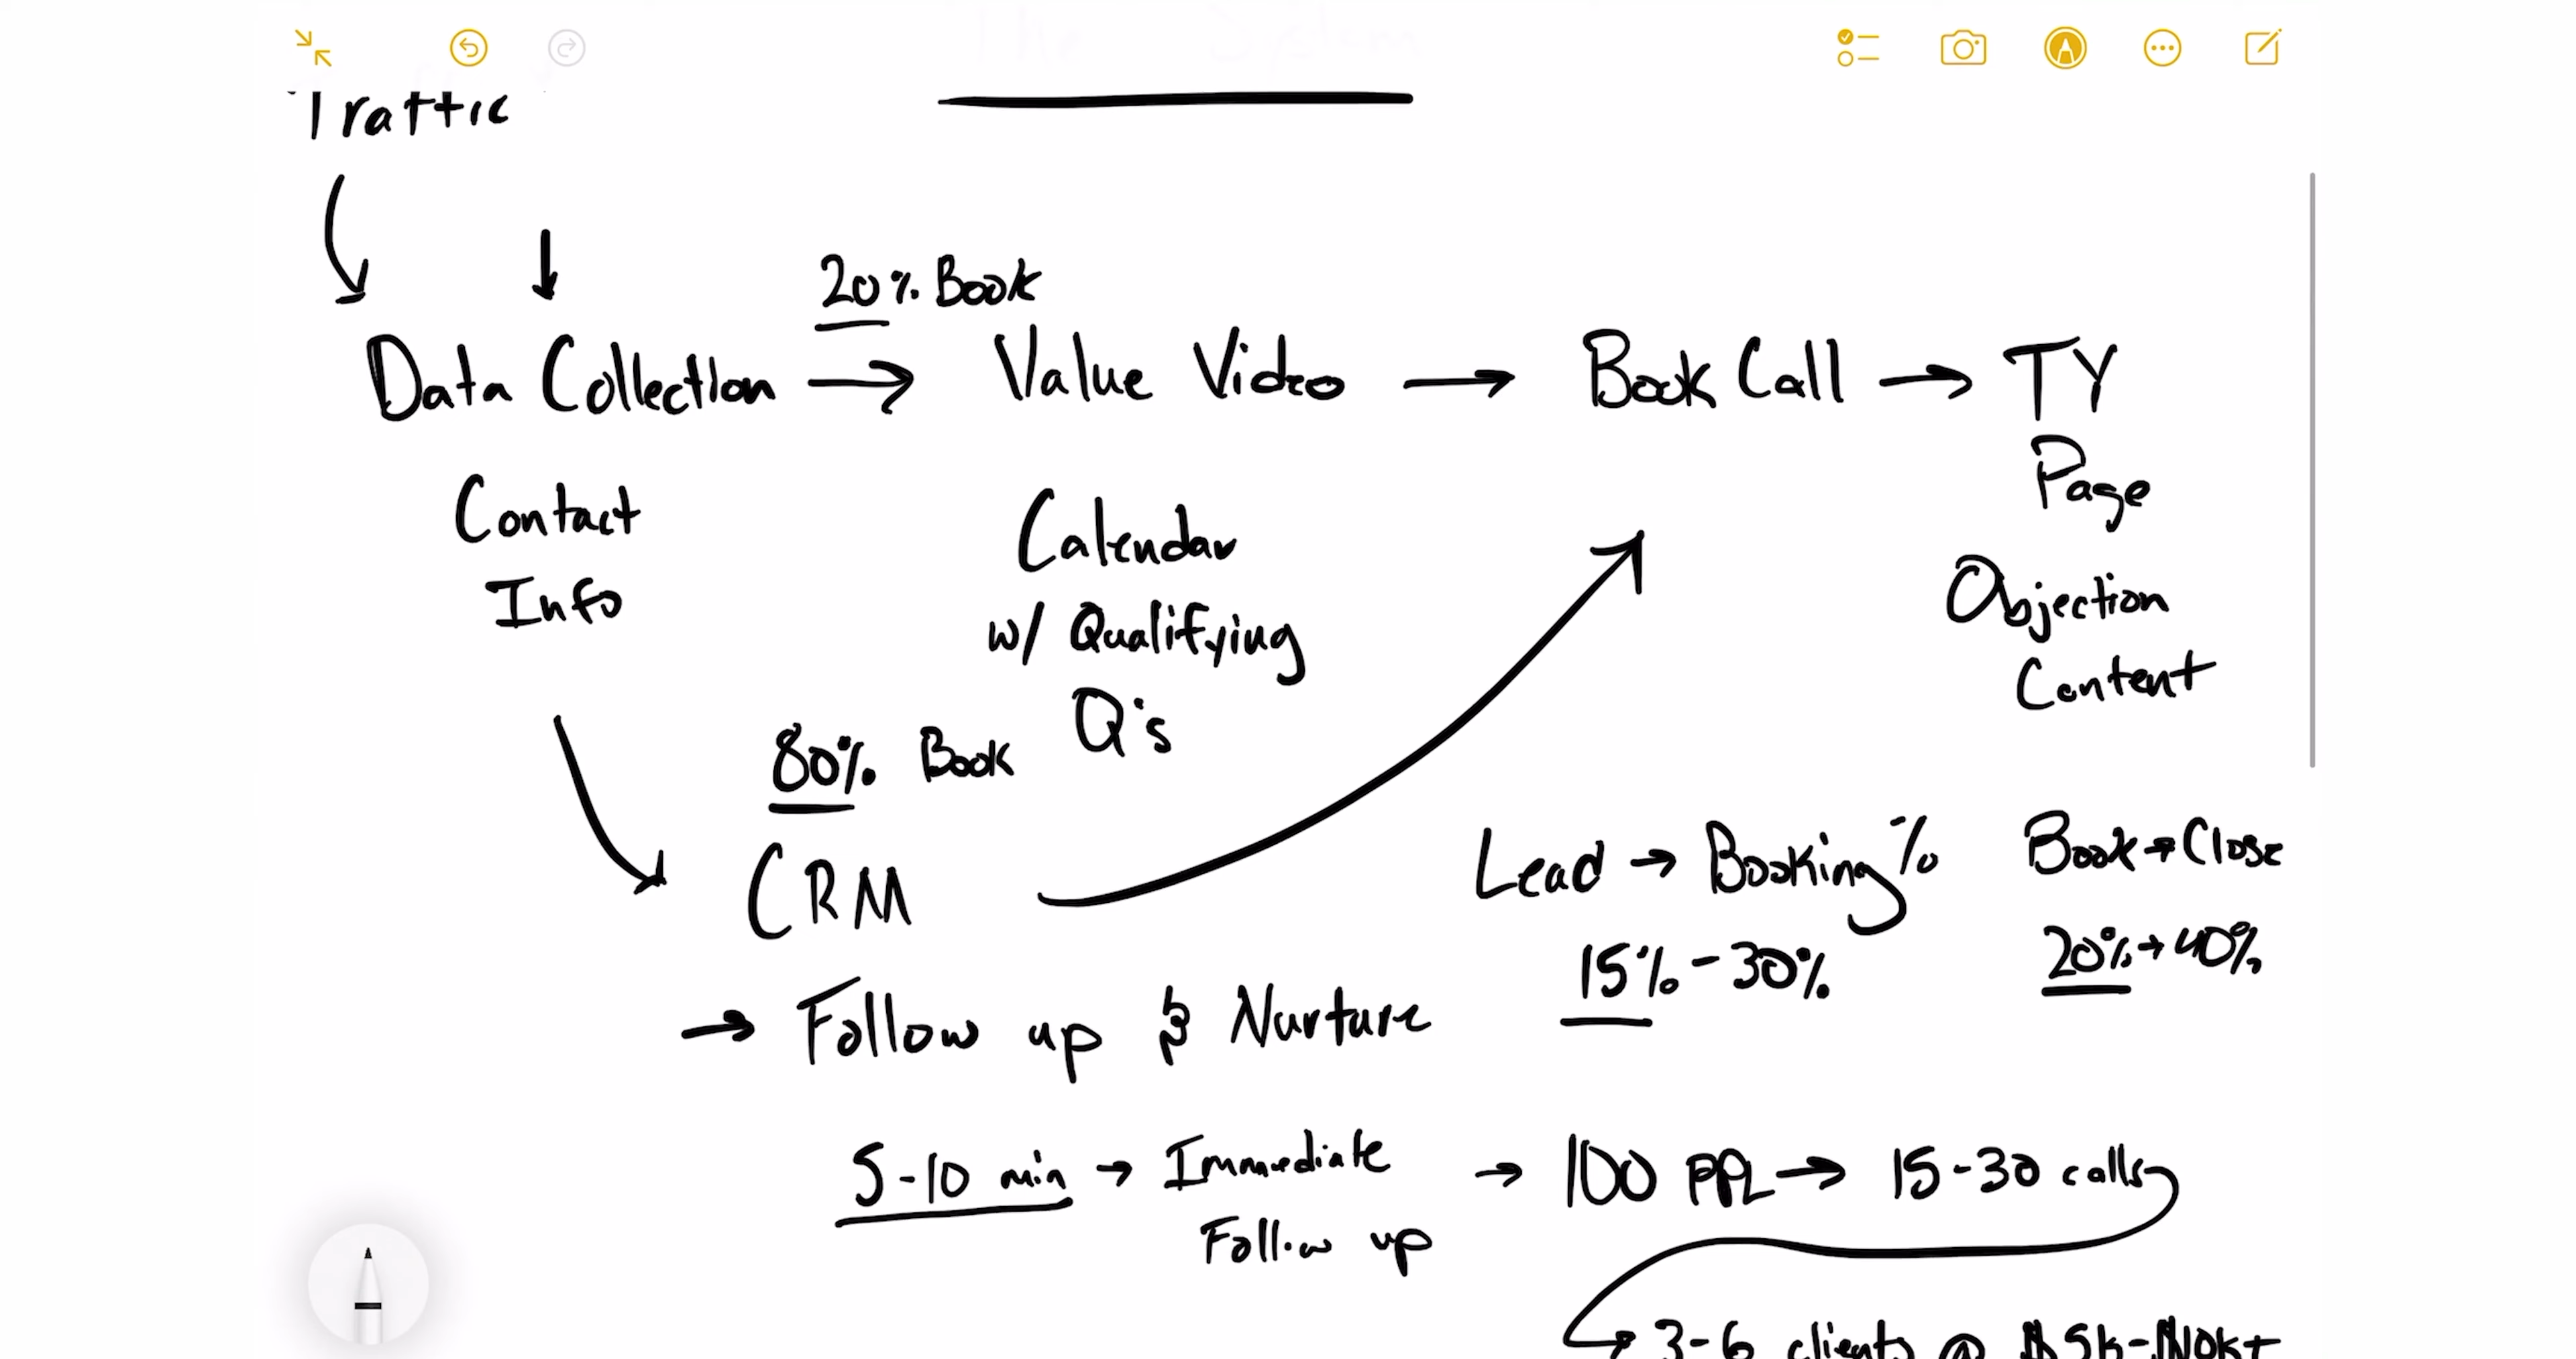 Traffic
20% Book
Data Collection → Value Video → Book Call → TY
Page
Contact
Info
Calendar
w/ Qualifying
Q's
Objection
Content
80% Book
CRM
Lead → Booking %
15% - 30%
Book → Close
20% → 40%
→ Follow up & Nurture
5-10 min → Immediate
Follow up
→ 100 PPL → 15-30 calls
→ 3-6 clients @ $5k-$10k+